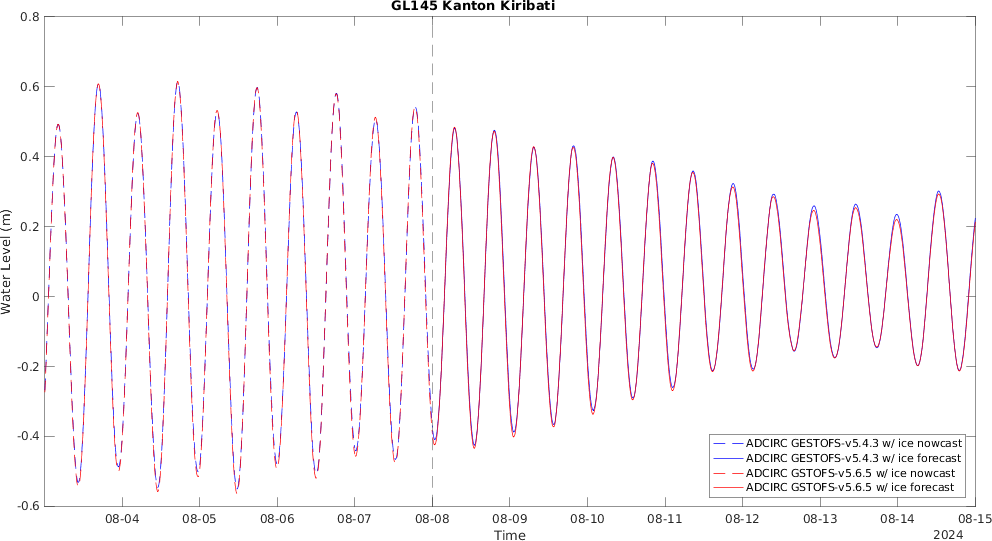 GL145 Kanton Kiribati
0.8
0.6
0.4
0.2
0
-0.2
-0.4
-0.6
Water Level (m)
08-04 08-05 08-06 08-07 08-08 08-09 08-10 08-11 08-12 08-13 08-14 08-15
Time
2024
ADCIRC GESTOFS-v5.4.3 w/ ice nowcast
ADCIRC GESTOFS-v5.4.3 w/ ice forecast
ADCIRC GSTOFS-v5.6.5 w/ ice nowcast
ADCIRC GSTOFS-v5.6.5 w/ ice forecast